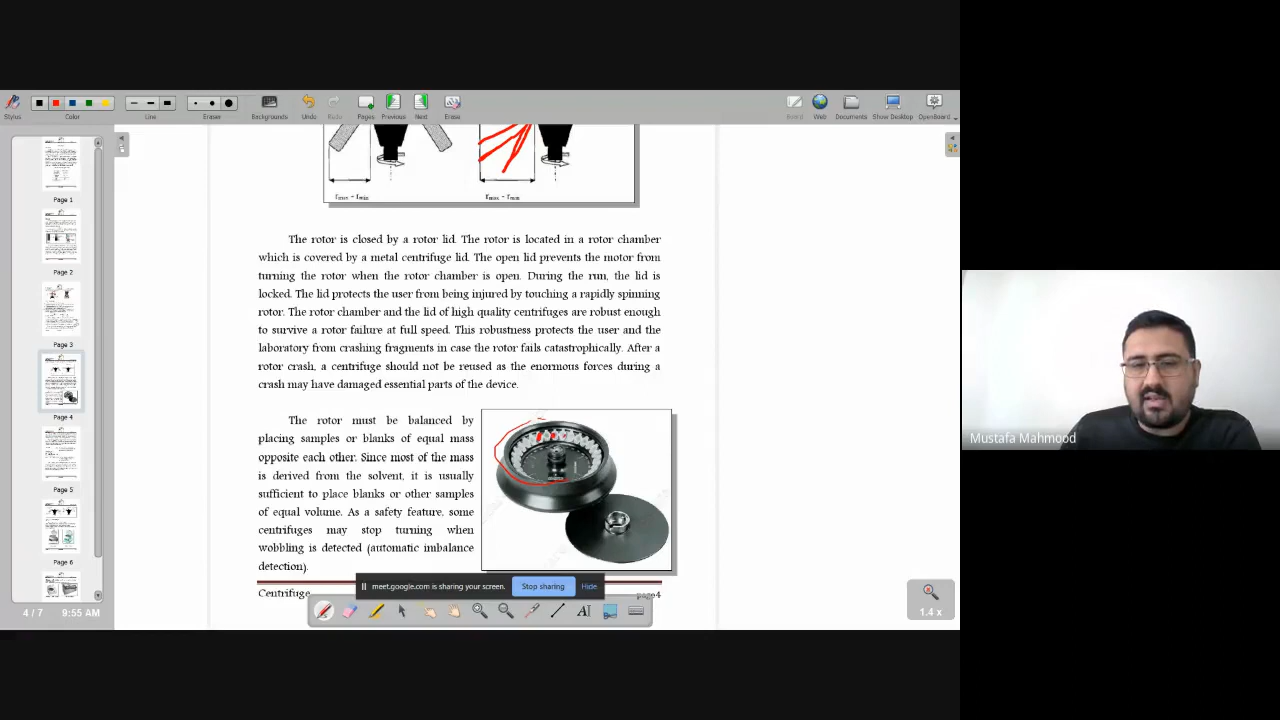 Stylus
Color
Line
Eraser
Backgrounds
Undo
Redo
Pages
Previous
Next
Erase
Board
Web
Documents
Show Desktop
OpenBoard
Page 1
Page 2
Page 3
Page 4
Page 5
Page 6
rmax - rmin
rmax - rmin
The rotor is closed by a rotor lid. The rotor is located in a rotor chamber
which is covered by a metal centrifuge lid. The open lid prevents the motor from
turning the rotor when the rotor chamber is open. During the run, the lid is
locked. The lid protects the user from being injured by touching a rapidly spinning
rotor. The rotor chamber and the lid of high quality centrifuges are robust enough
to survive a rotor failure at full speed. This robustness protects the user and the
laboratory from crashing fragments in case the rotor fails catastrophically. After a
rotor crash, a centrifuge should not be reused as the enormous forces during a
crash may have damaged essential parts of the device.
The rotor must be balanced by
placing samples or blanks of equal mass
opposite each other. Since most of the mass
is derived from the solvent, it is usually
sufficient to place blanks or other samples
of equal volume. As a safety feature, some
centrifuges may stop turning when
wobbling is detected (automatic imbalance
detection).
meet.google.com is sharing your screen.
Stop sharing
Hide
Centrifuge
page4
4 / 7
9:55 AM
1.4 x
Mustafa Mahmood